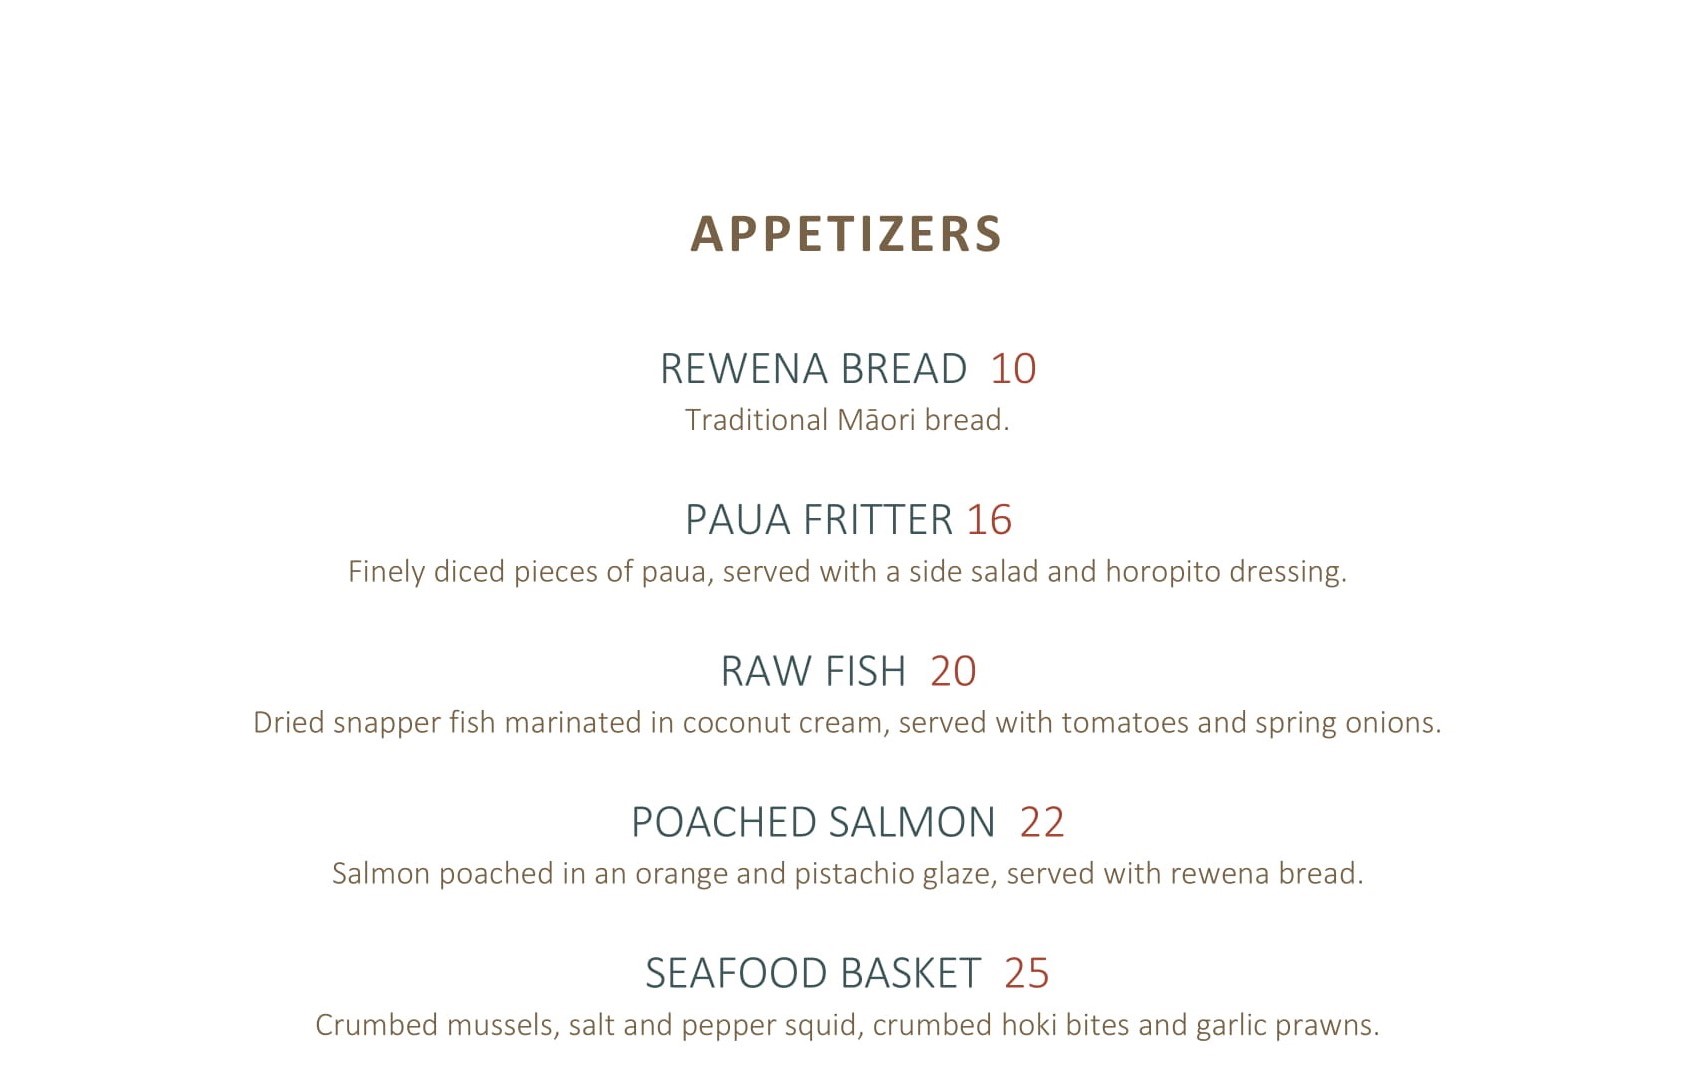 APPETIZERS
REWENA BREAD 10
Traditional Māori bread.
PAUA FRITTER 16
Finely diced pieces of paua, served with a side salad and horopito dressing.
RAW FISH 20
Dried snapper fish marinated in coconut cream, served with tomatoes and spring onions.
POACHED SALMON 22
Salmon poached in an orange and pistachio glaze, served with rewena bread.
SEAFOOD BASKET 25
Crumbed mussels, salt and pepper squid, crumbed hoki bites and garlic prawns.